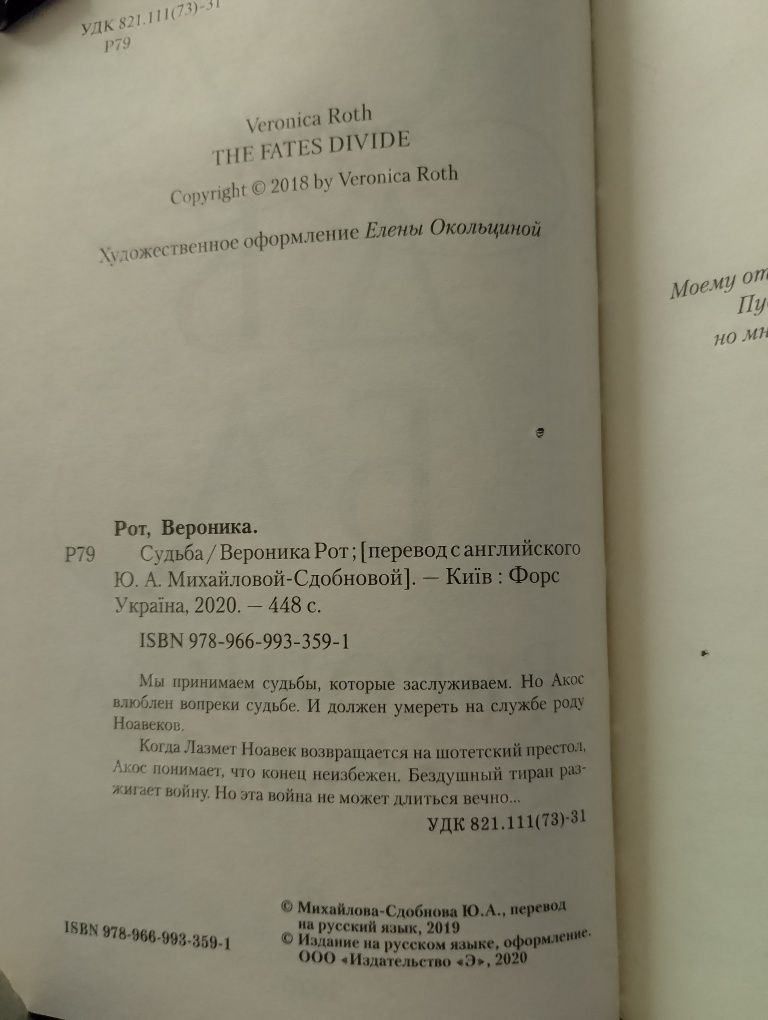 УДК 821.111(73)-31
Р79
Veronica Roth
THE FATES DIVIDE
Copyright © 2018 by Veronica Roth
Художественное оформление Елены Окольциной
Рот, Вероника.
Р79 Судьба / Вероника Рот ; [перевод с английского
Ю. А. Михайловой-Сдобновой]. — Київ : Форс
Україна, 2020. — 448 с.
ISBN 978-966-993-359-1
Мы принимаем судьбы, которые заслуживаем. Но Акос
влюблен вопреки судьбе. И должен умереть на службе роду
Ноавеков.
Когда Лазмет Ноавек возвращается на шотетский престол,
Акос понимает, что конец неизбежен. Бездушный тиран раз-
жигает войну. Но эта война не может длиться вечно...
УДК 821.111(73)-31
ISBN 978-966-993-359-1
© Михайлова-Сдобнова Ю.А., перевод
на русский язык, 2019
© Издание на русском языке, оформление.
ООО «Издательство «Э», 2020
Моему
но